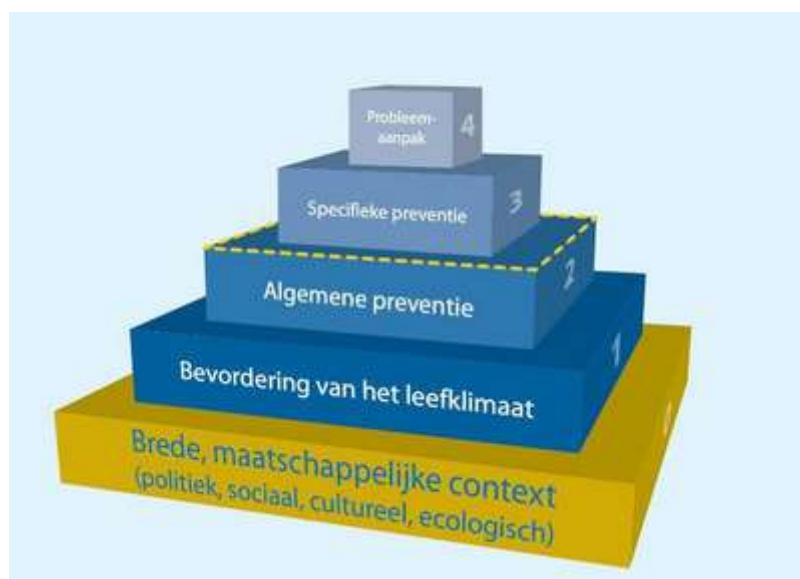 Probleem-
aanpak
4
Specifieke preventie
3
Algemene preventie
2
Bevordering van het leefklimaat
1
Brede, maatschappelijke context
(politiek, sociaal, cultureel, ecologisch)
0